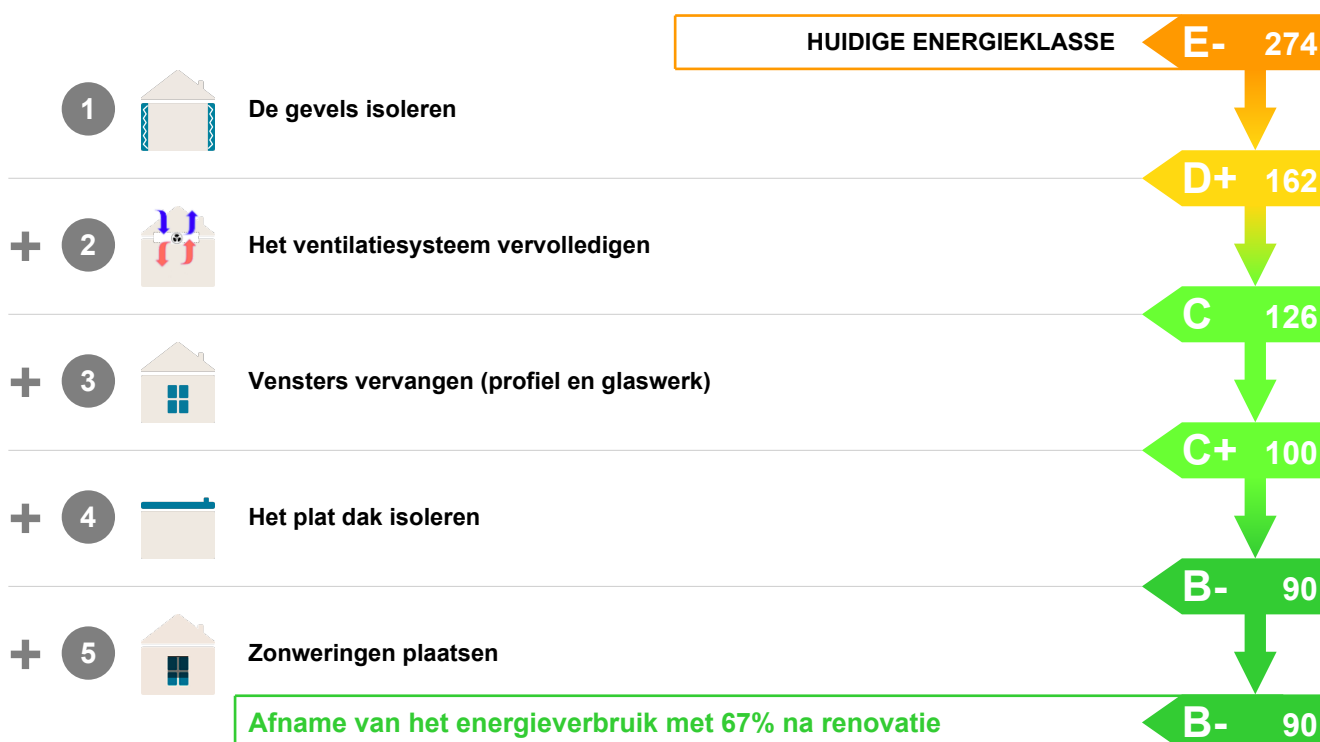 HUIDIGE ENERGIEKLASSE E- 274
1 De gevels isoleren
D+ 162
+ 2 Het ventilatiesysteem vervolledigen
C 126
+ 3 Vensters vervangen (profiel en glaswerk)
C+ 100
+ 4 Het plat dak isoleren
B- 90
+ 5 Zonweringen plaatsen
Afname van het energieverbruik met 67% na renovatie B- 90